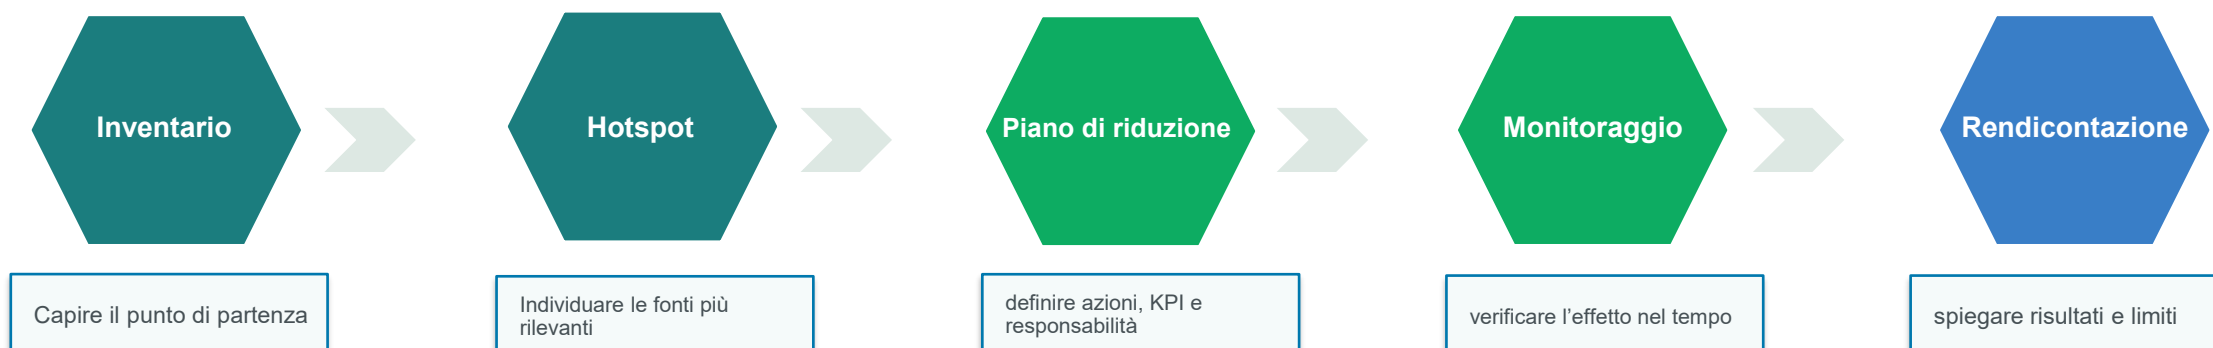 Inventario
Hotspot
Piano di riduzione
Monitoraggio
Rendicontazione
Capire il punto di partenza
Individuare le fonti più
rilevanti
definire azioni, KPI e
responsabilità
verificare l’effetto nel tempo
spiegare risultati e limiti